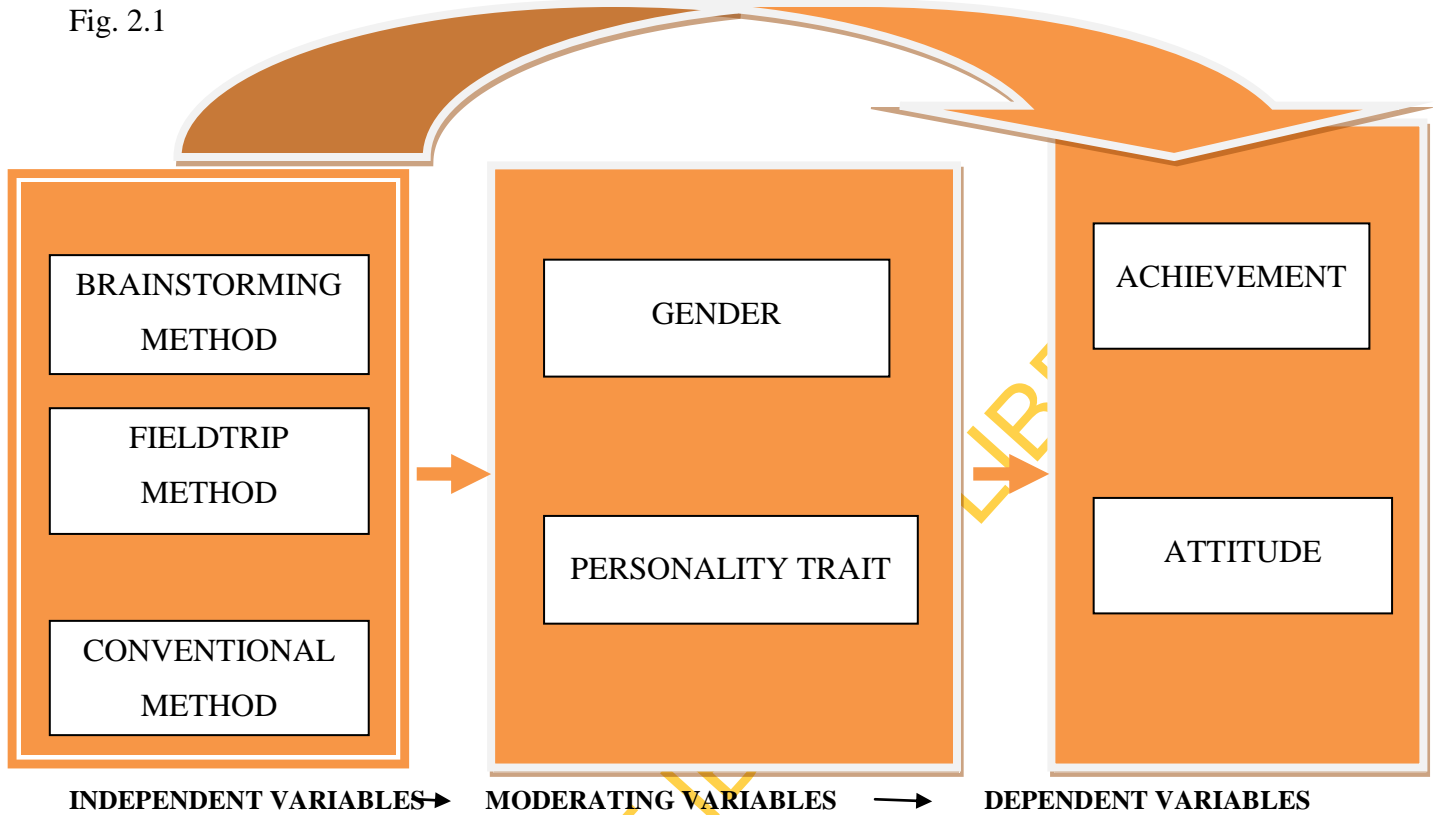 Fig. 2.1
BRAINSTORMING
METHOD
FIELDTRIP
METHOD
CONVENTIONAL
METHOD
GENDER
PERSONALITY TRAIT
ACHIEVEMENT
ATTITUDE
INDEPENDENT VARIABLES MODERATING VARIABLES DEPENDENT VARIABLES